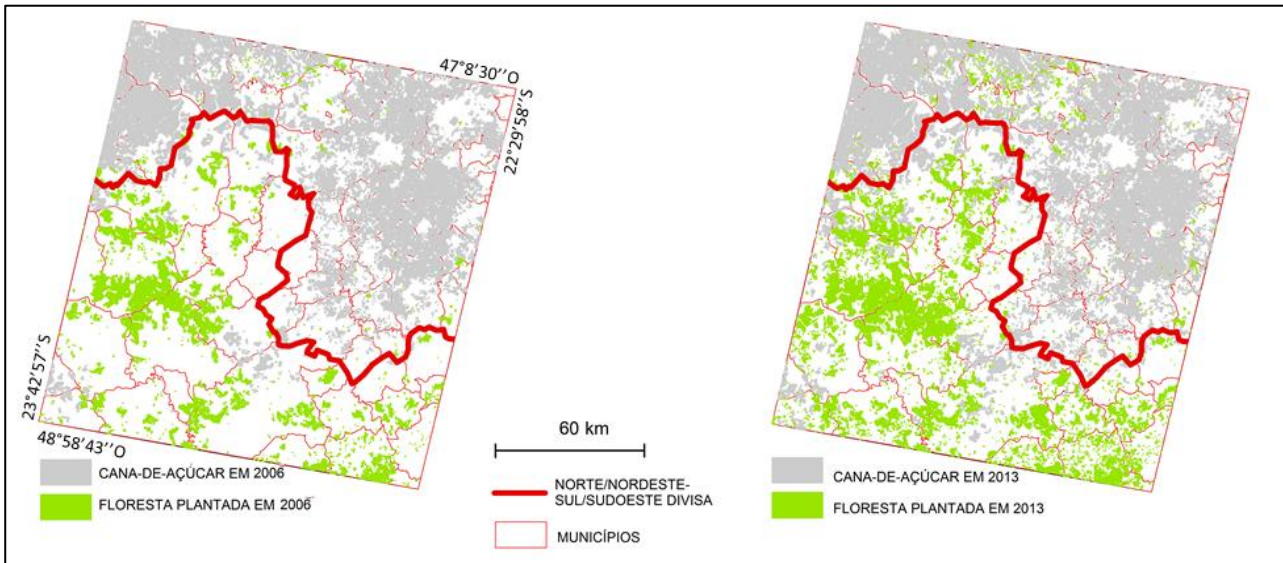 47°8'30''O
22°29'58''S
23°42'57''S
48°58'43''O
CANA-DE-AÇÚCAR EM 2006
FLORESTA PLANTADA EM 2006
60 km
NORTE/NORDESTE-
SUL/SUDOESTE DIVISA
MUNICÍPIOS
CANA-DE-AÇÚCAR EM 2013
FLORESTA PLANTADA EM 2013